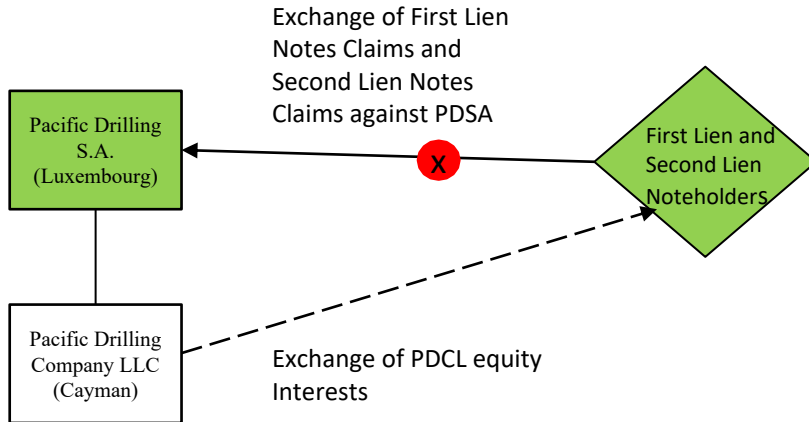 Exchange of First Lien
Notes Claims and
Second Lien Notes
Claims against PDSA
Pacific Drilling
S.A.
(Luxembourg)
X
First Lien and
Second Lien
Noteholders
Pacific Drilling
Company LLC
(Cayman)
Exchange of PDCL equity
Interests